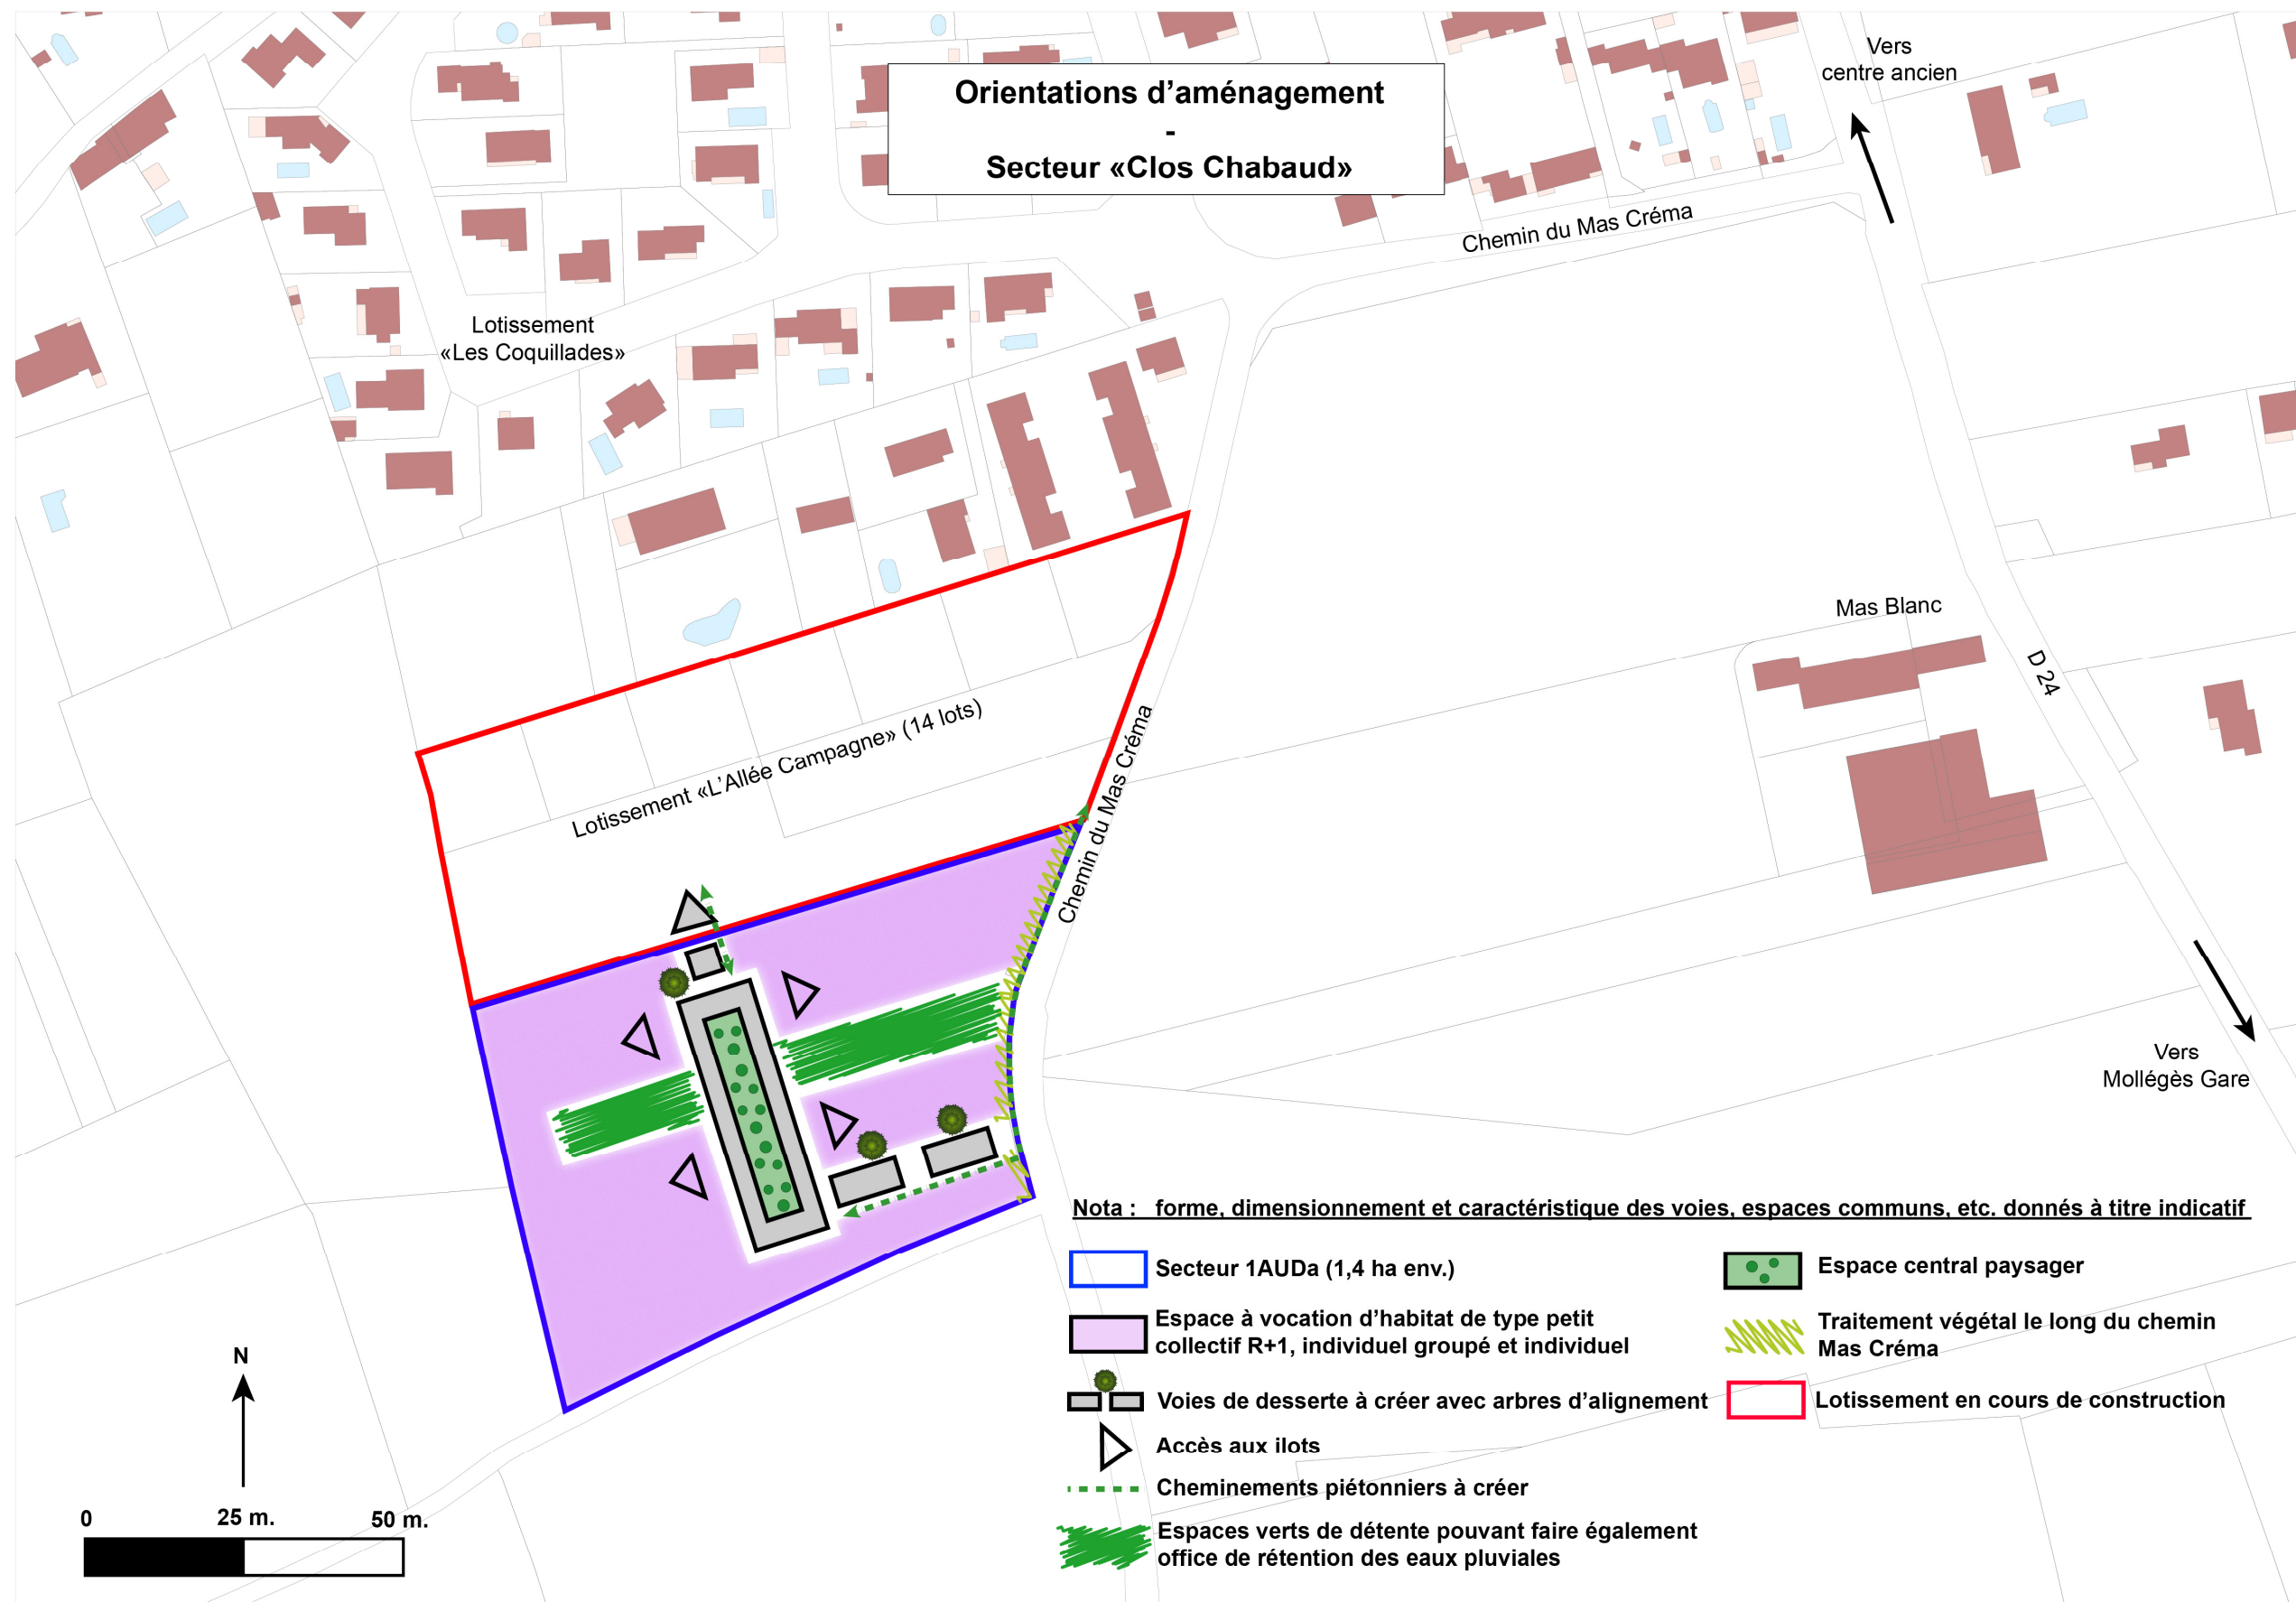 Orientations d’aménagement
-
Secteur «Clos Chabaud»
Vers
centre ancien
Chemin du Mas Créma
Lotissement
«Les Coquillades»
Mas Blanc
D 24
Lotissement «L’Allée Campagne» (14 lots)
Chemin du Mas Créma
Vers
Mollégès Gare
Nota : forme, dimensionnement et caractéristique des voies, espaces communs, etc. donnés à titre indicatif
Secteur 1AUDa (1,4 ha env.)
Espace à vocation d’habitat de type petit
collectif R+1, individuel groupé et individuel
Voies de desserte à créer avec arbres d’alignement
Accès aux ilots
Cheminements piétonniers à créer
Espaces verts de détente pouvant faire également
office de rétention des eaux pluviales
Espace central paysager
Traitement végétal le long du chemin
Mas Créma
Lotissement en cours de construction
N
0 25 m. 50 m.